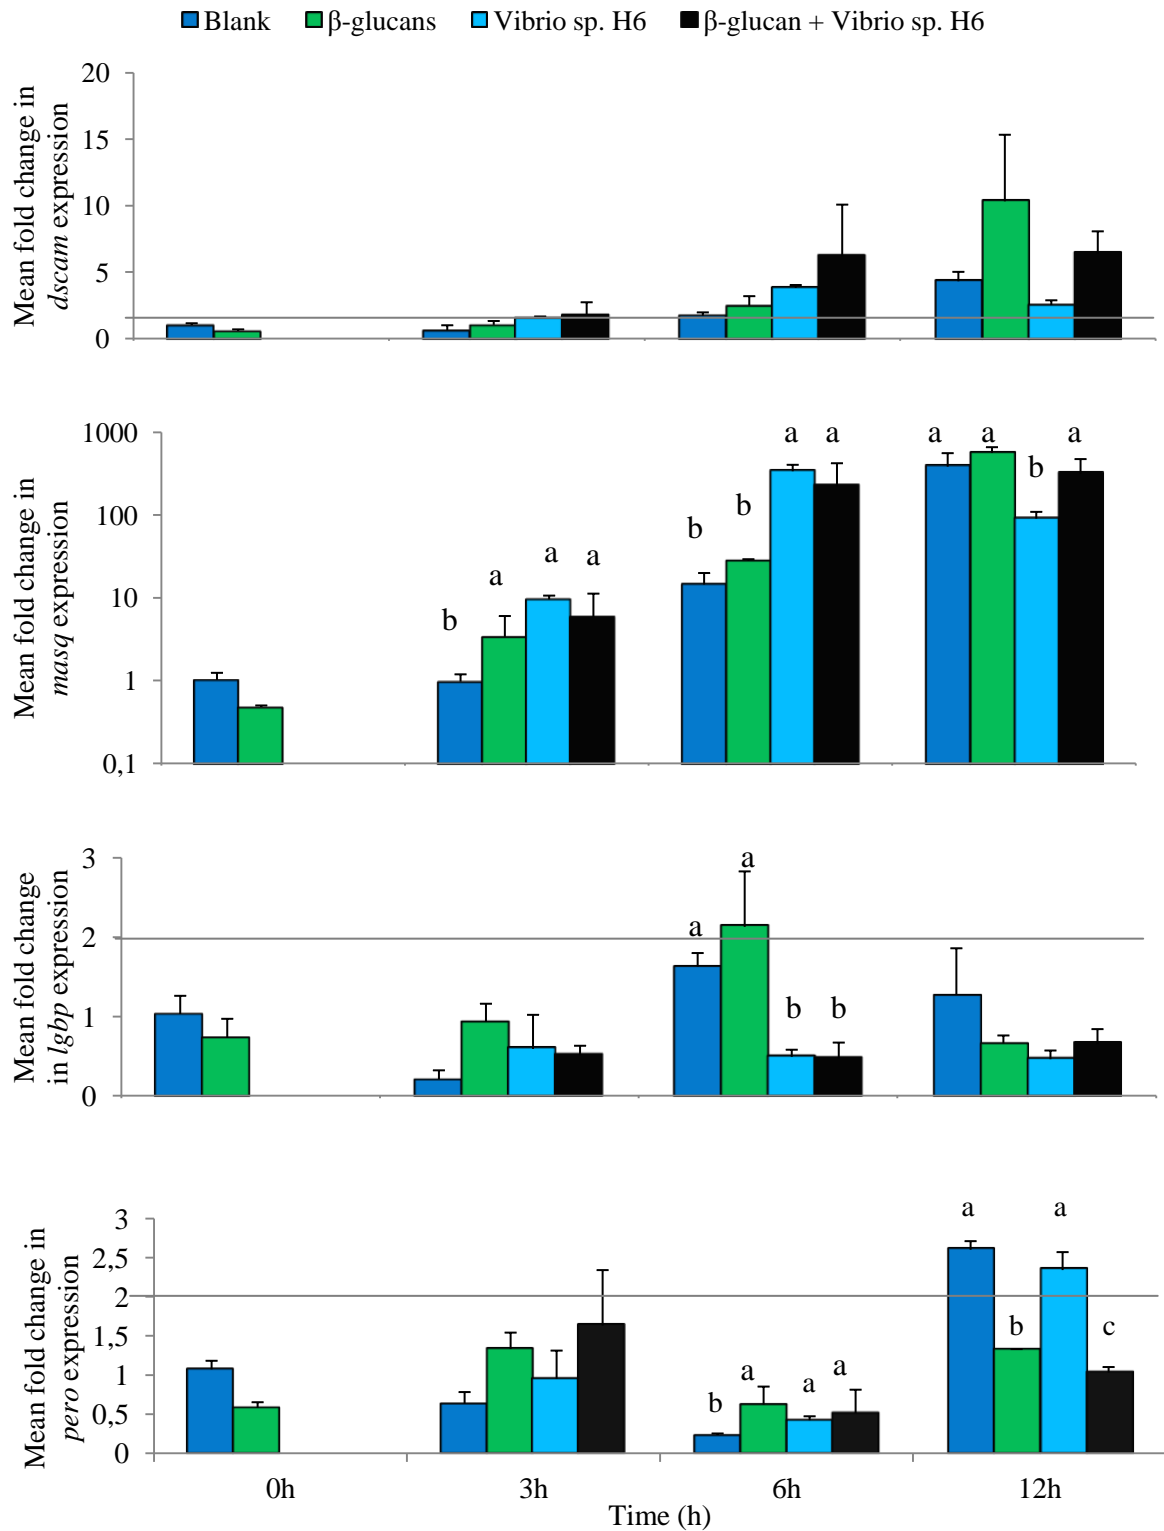 Blank β-glucans Vibrio sp. H6 β-glucan + Vibrio sp. H6
Mean fold change in
dscam expression
20
15
10
5
0
Mean fold change in
masq expression
1000
100
10
1
0,1
b a a a
b b a a
a a b a
Mean fold change
in lgbp expression
3
2
1
0
a a b b
Mean fold change in
pero expression
3
2,5
2
1,5
1
0,5
0
b a a a
a b a c
0h 3h 6h 12h
Time (h)